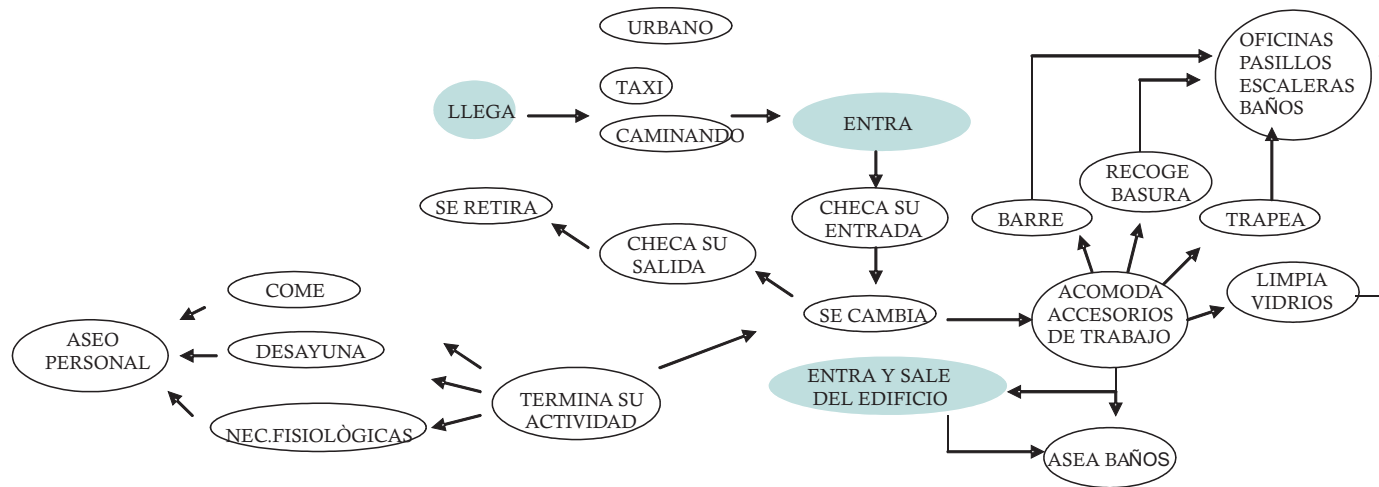 URBANO
TAXI
LLEGA
CAMINANDO
ENTRA
OFICINAS
PASILLOS
ESCALERAS
BAÑOS
RECOGE
BASURA
SE RETIRA
CHECA SU
ENTRADA
BARRE
TRAPEA
CHECA SU
SALIDA
COME
SE CAMBIA
ACOMODA
ACCESORIOS
DE TRABAJO
LIMPIA
VIDRIOS
ASEO
PERSONAL
DESAYUNA
ENTRA Y SALE
DEL EDIFICIO
TERMINA SU
ACTIVIDAD
NEC.FISIOLÒGICAS
ASEA BAÑOS